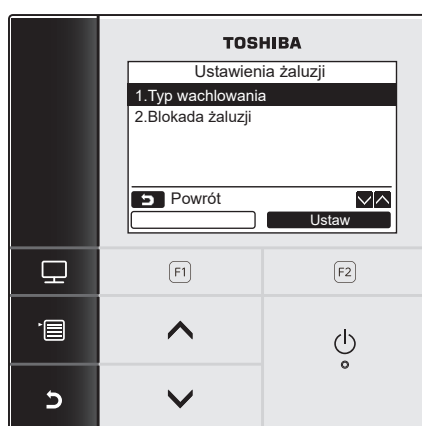 TOSHIBA
Ustawienia żaluzji
1.Typ wachlowania
2.Blokada żaluzji
Powrót
Ustaw
F1
F2